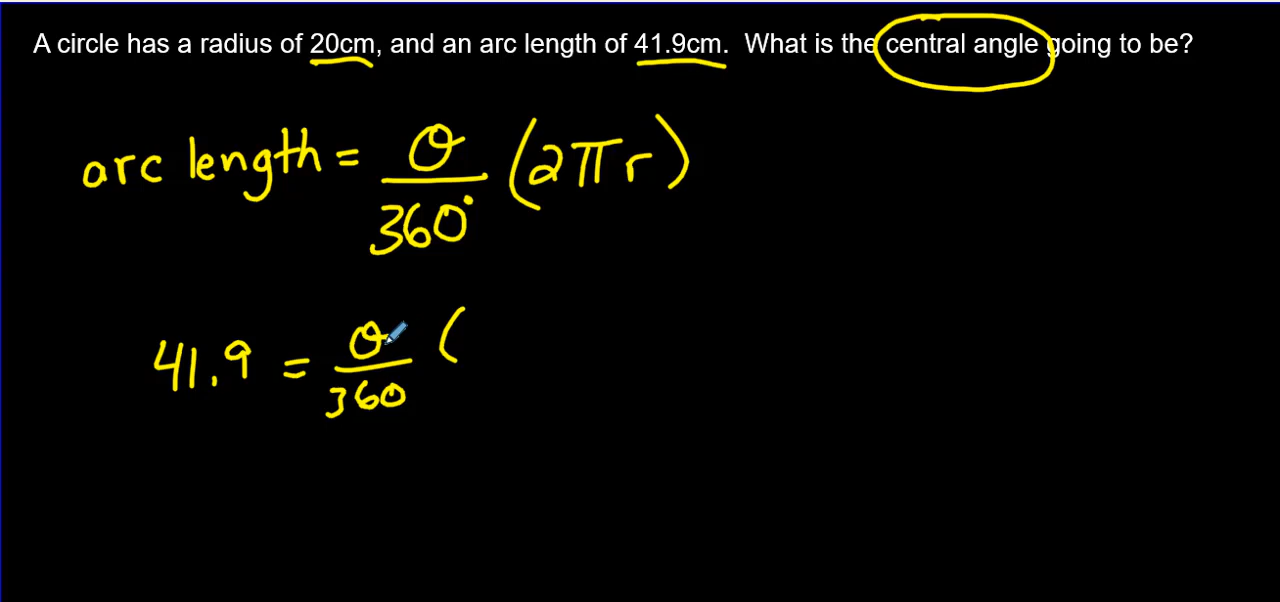 A circle has a radius of 20cm, and an arc length of 41.9cm. What is the central angle going to be?
arc length = θ/360° (2πr)
41.9 = θ/360 (